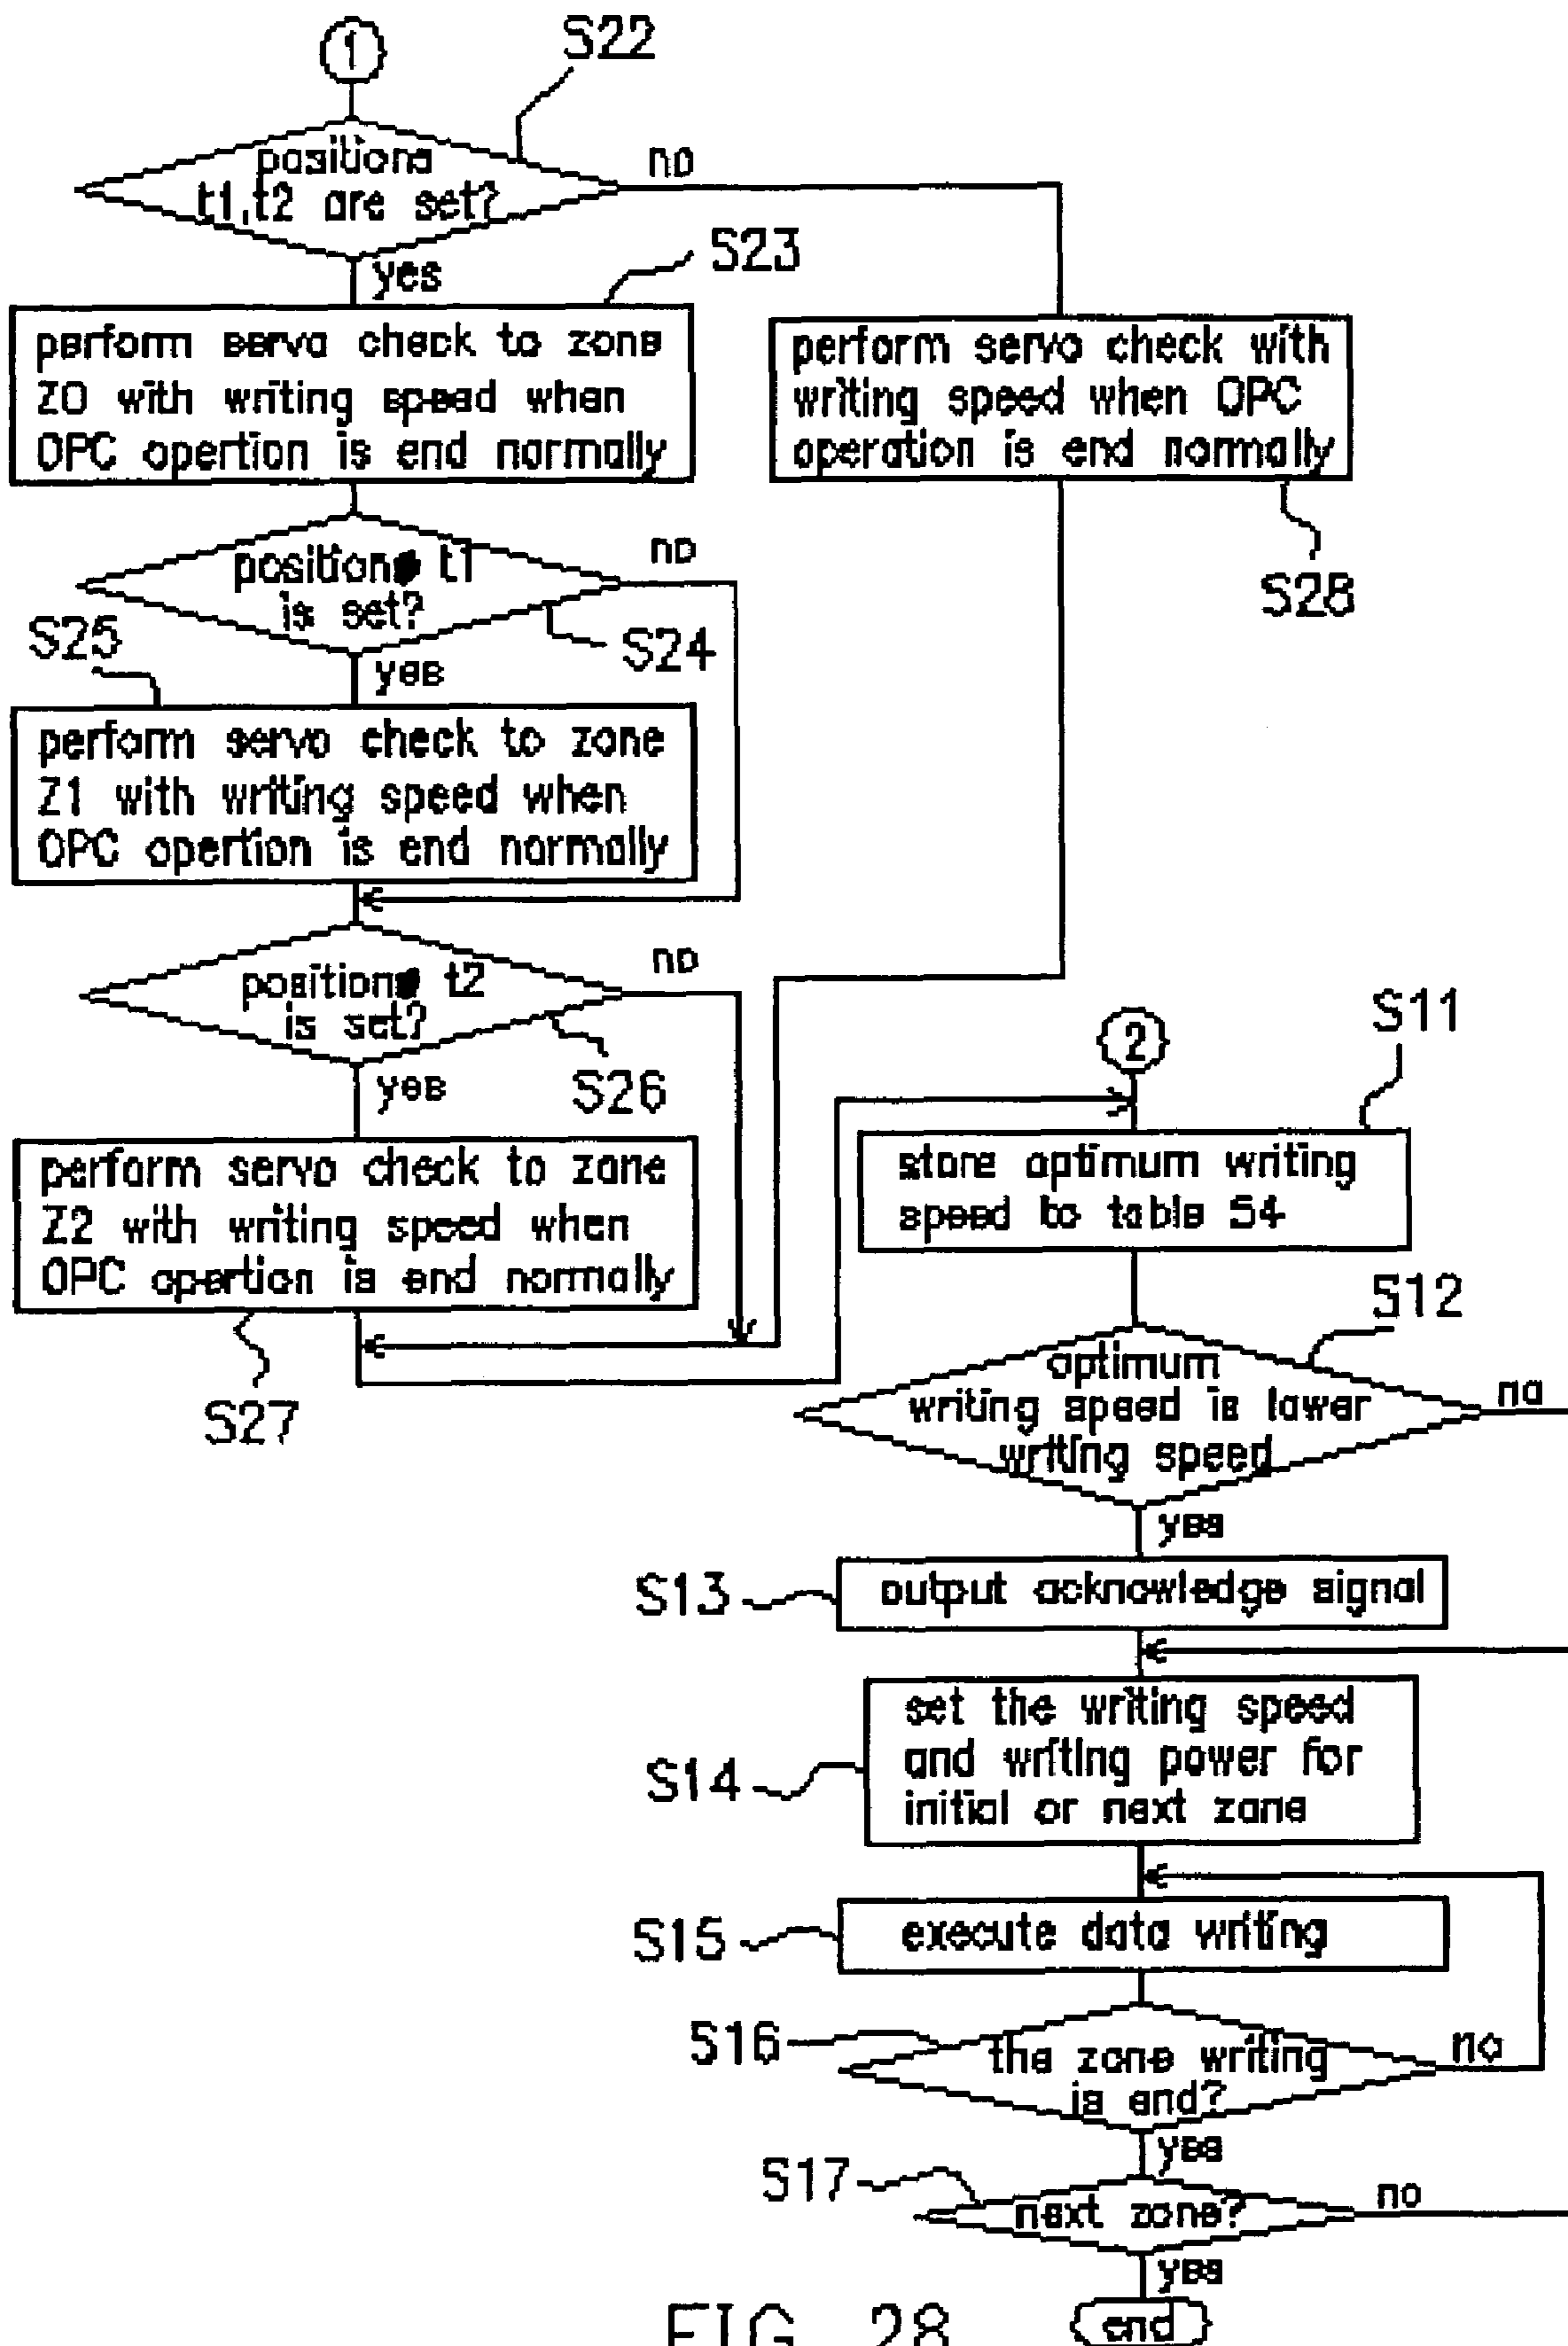 1
S22
positions
t1,t2 are set?
no
yes
S23
perform servo check to zone
Z0 with writing speed when
OPC opertion is end normally
perform servo check with
writing speed when OPC
operation is end normally
S28
position t1
is set?
no
S24
yes
S25
perform servo check to zone
Z1 with writing speed when
OPC opertion is end normally
position t2
is set?
no
S26
yes
perform servo check to zone
Z2 with writing speed when
OPC opertion is end normally
S27
2
S11
store optimum writing
speed to table 54
S12
optimum
writing speed is lower
writing speed
no
yes
S13
output acknowledge signal
S14
set the writing speed
and writing power for
initial or next zone
S15
execute data writing
S16
the zone writing
is end?
no
yes
S17
next zone?
no
yes
end
FIG. 28